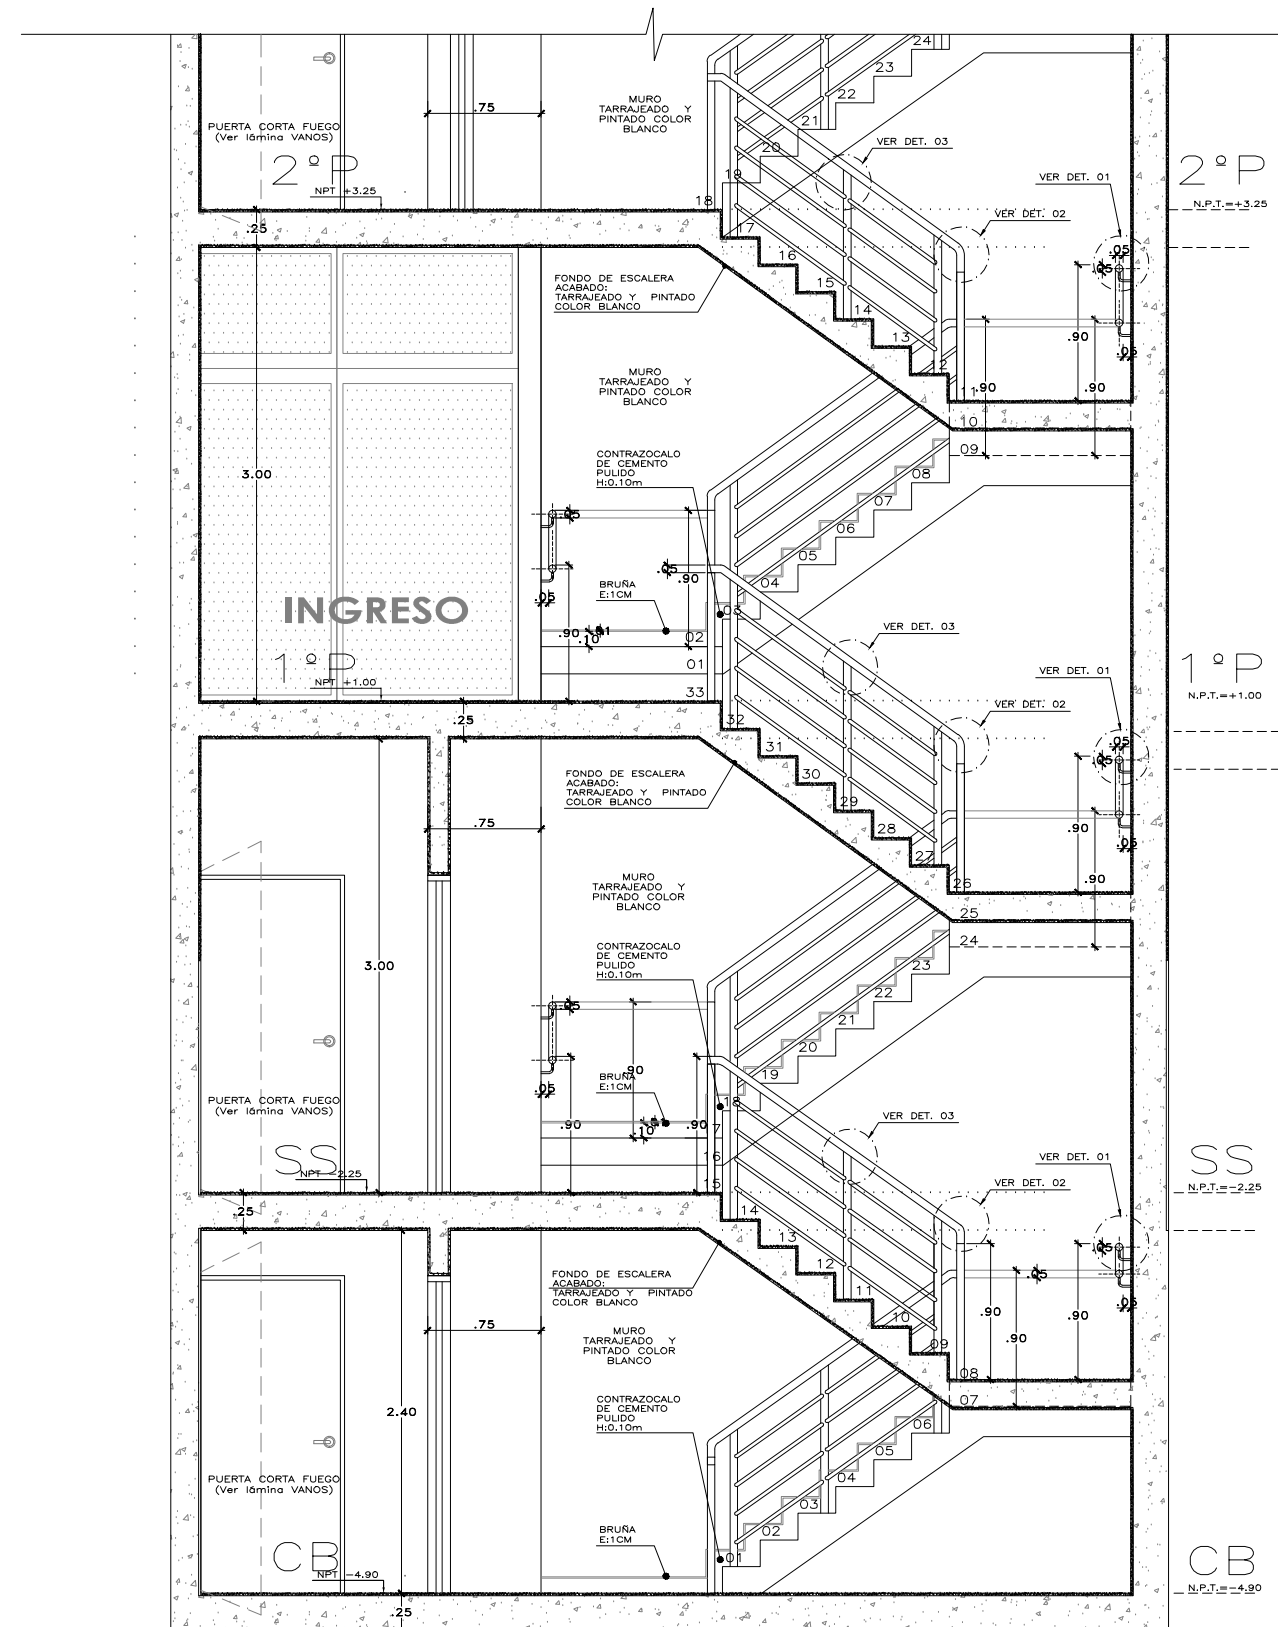 24
23
22
21
20
19
18
.75
MURO
TARRAJEADO Y
PINTADO COLOR
BLANCO
PUERTA CORTA FUEGO
(Ver lámina VANOS)
VER DET. 03
VER DET. 01
VER DET. 02
2ºP
NPT +3.25
2ºP
N.P.T.=+3.25
.25
17
16
15
14
13
12
11
10
09
.05
.05
.90
.90
.90
.05
FONDO DE ESCALERA
ACABADO:
TARRAJEADO Y PINTADO
COLOR BLANCO
MURO
TARRAJEADO Y
PINTADO COLOR
BLANCO
CONTRAZOCALO
DE CEMENTO
PULIDO
H:0.10m
3.00
08
07
06
05
04
03
02
01
33
.05
.05
.90
.05
.90
.10
BRUÑA
E:1CM
INGRESO
1ºP
NPT +1.00
VER DET. 03
VER DET. 01
VER DET. 02
1ºP
N.P.T.=+1.00
.25
32
31
30
29
28
27
26
25
24
.05
.05
.90
.90
.05
FONDO DE ESCALERA
ACABADO:
TARRAJEADO Y PINTADO
COLOR BLANCO
.75
MURO
TARRAJEADO Y
PINTADO COLOR
BLANCO
CONTRAZOCALO
DE CEMENTO
PULIDO
H:0.10m
3.00
23
22
21
20
19
18
7
16
15
.05
.05
.90
.90
.90
.10
BRUÑA
E:1CM
PUERTA CORTA FUEGO
(Ver lámina VANOS)
SS
NPT -2.25
VER DET. 03
VER DET. 01
VER DET. 02
SS
N.P.T.=-2.25
.25
14
13
12
11
10
09
08
07
.05
.05
.90
.90
.90
.05
FONDO DE ESCALERA
ACABADO:
TARRAJEADO Y PINTADO
COLOR BLANCO
.75
MURO
TARRAJEADO Y
PINTADO COLOR
BLANCO
CONTRAZOCALO
DE CEMENTO
PULIDO
H:0.10m
2.40
06
05
04
03
02
01
BRUÑA
E:1CM
PUERTA CORTA FUEGO
(Ver lámina VANOS)
CB
NPT -4.90
CB
N.P.T.=-4.90
.25